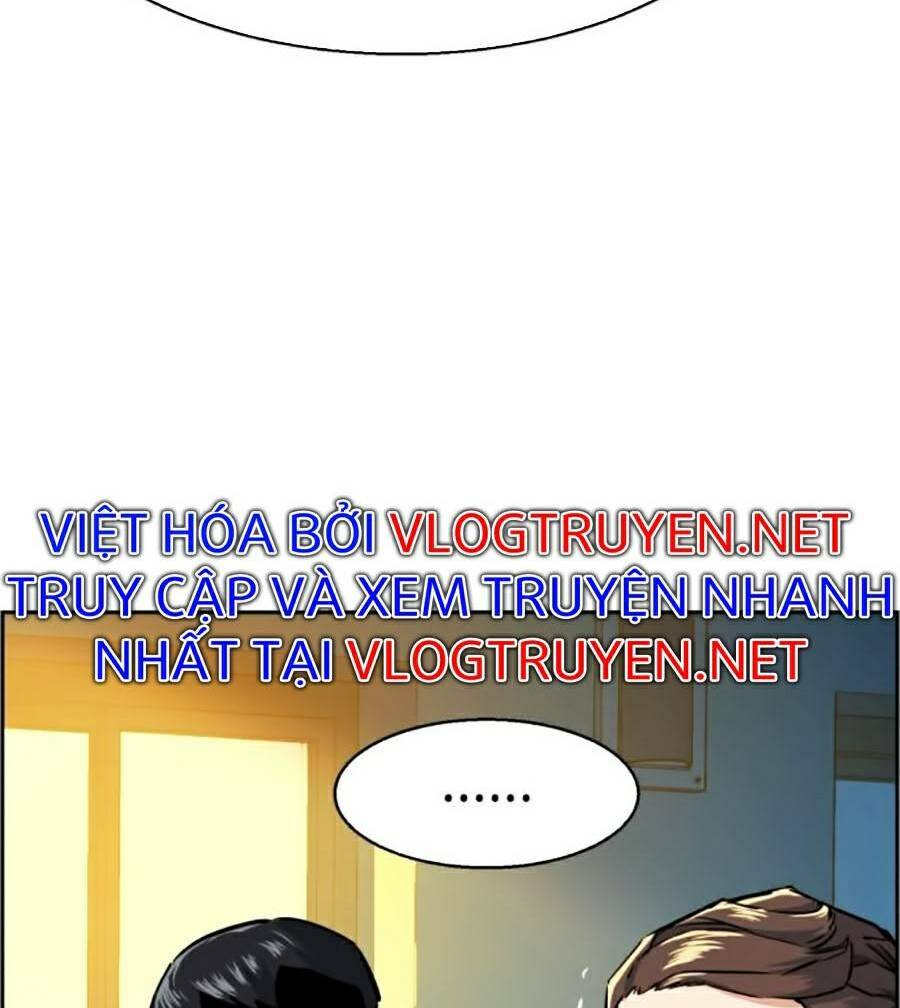 VIỆT HÓA BỞI VLOGTRUYEN.NET
TRUY CẬP VÀ XEM TRUYỆN NHANH
NHẤT TẠI VLOGTRUYEN.NET
......